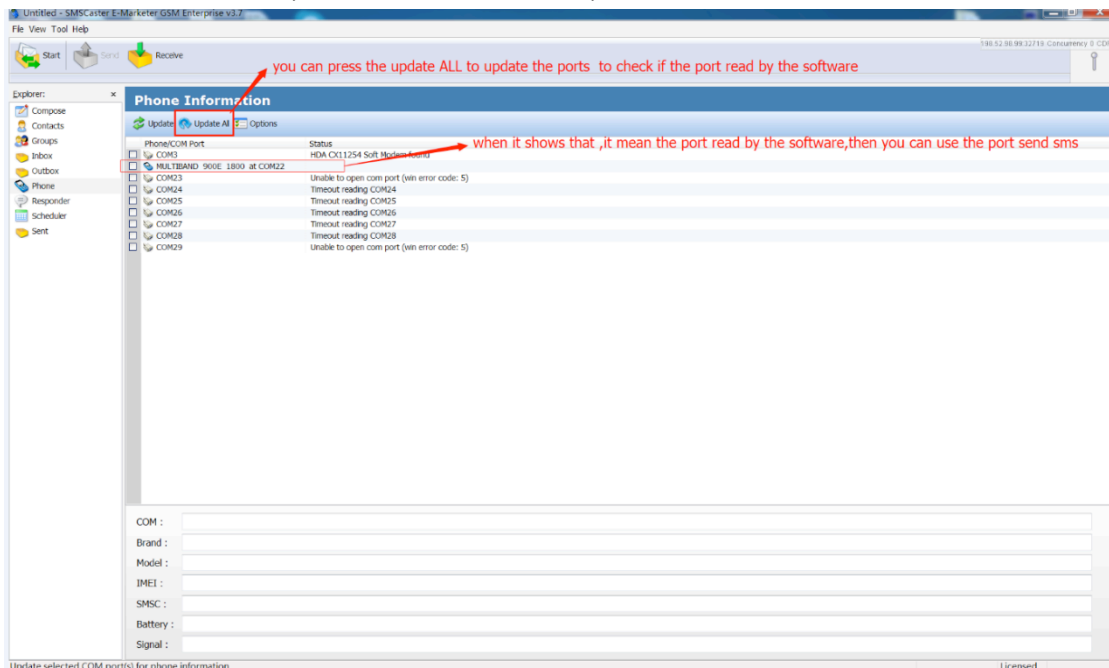 Untitled - SMSCaster E-Marketer GSM Enterprise v3.7
File View Tool Help
Start Send Receive
you can press the update ALL to update the ports to check if the port read by the software
Explorer: x
Phone Information
Compose
Contacts
Groups
Inbox
Outbox
Phone
Responder
Scheduler
Sent
Update Update All Options
Phone/COM Port Status
COM3 HDA CX11254 Soft Modem found
when it shows that ,it mean the port read by the software,then you can use the port send sms
MULTIBAND 900E 1800 at COM22
COM23 Unable to open com port (win error code: 5)
COM24 Timeout reading COM24
COM25 Timeout reading COM25
COM26 Timeout reading COM26
COM27 Timeout reading COM27
COM28 Timeout reading COM28
COM29 Unable to open com port (win error code: 5)
COM :
Brand :
Model :
IMEI :
SMSC :
Battery :
Signal :
Update selected COM port(s) for phone information Licensed